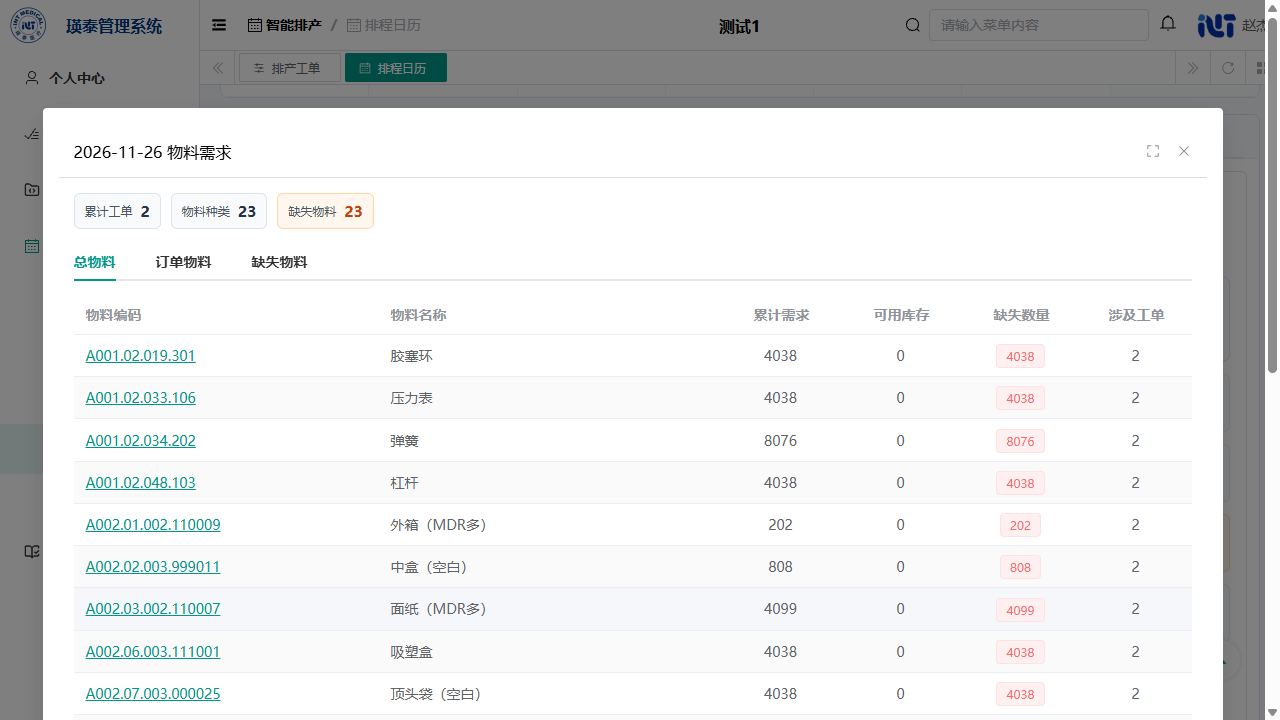 瑛泰管理系统
智能排产 / 排程日历
测试1
请输入菜单内容
个人中心
排产工单
排程日历
2026-11-26 物料需求
累计工单 2
物料种类 23
缺失物料 23
总物料 订单物料 缺失物料
物料编码 物料名称 累计需求 可用库存 缺失数量 涉及工单
A001.02.019.301 胶塞环 4038 0 4038 2
A001.02.033.106 压力表 4038 0 4038 2
A001.02.034.202 弹簧 8076 0 8076 2
A001.02.048.103 杠杆 4038 0 4038 2
A002.01.002.110009 外箱（MDR多） 202 0 202 2
A002.02.003.999011 中盒（空白） 808 0 808 2
A002.03.002.110007 面纸（MDR多） 4099 0 4099 2
A002.06.003.111001 吸塑盒 4038 0 4038 2
A002.07.003.000025 顶头袋（空白） 4038 0 4038 2